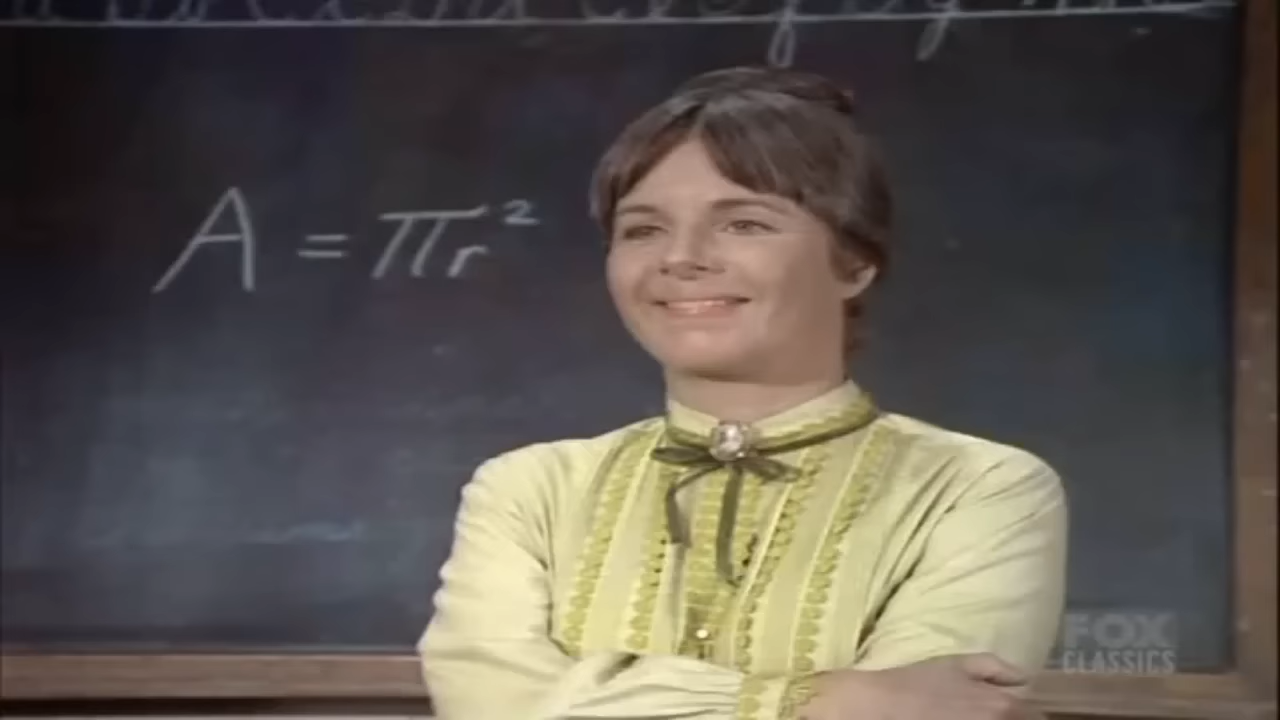 A = πr²
FOX
CLASSICS